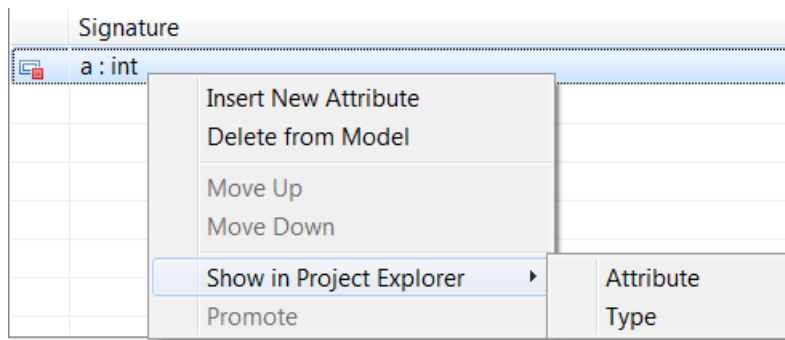 Signature
a : int
Insert New Attribute
Delete from Model
Move Up
Move Down
Show in Project Explorer
Attribute
Promote
Type